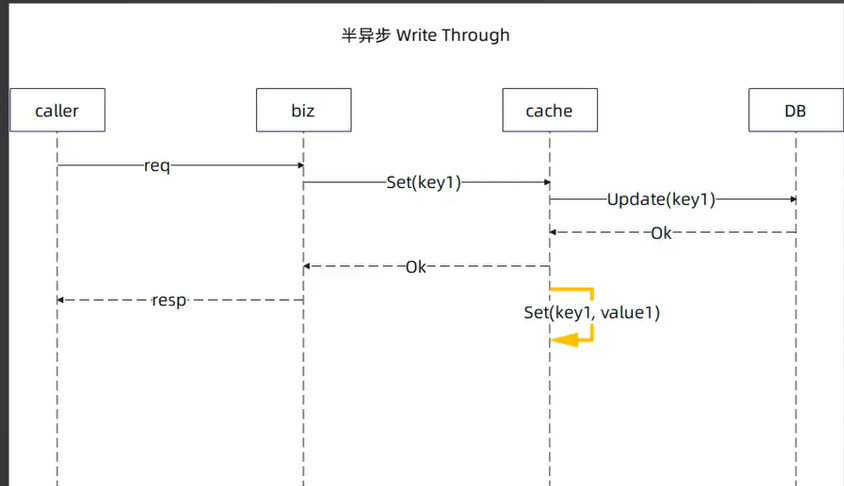 半异步 Write Through
caller
biz
cache
DB
req
Set(key1)
Update(key1)
Ok
Ok
resp
Set(key1, value1)